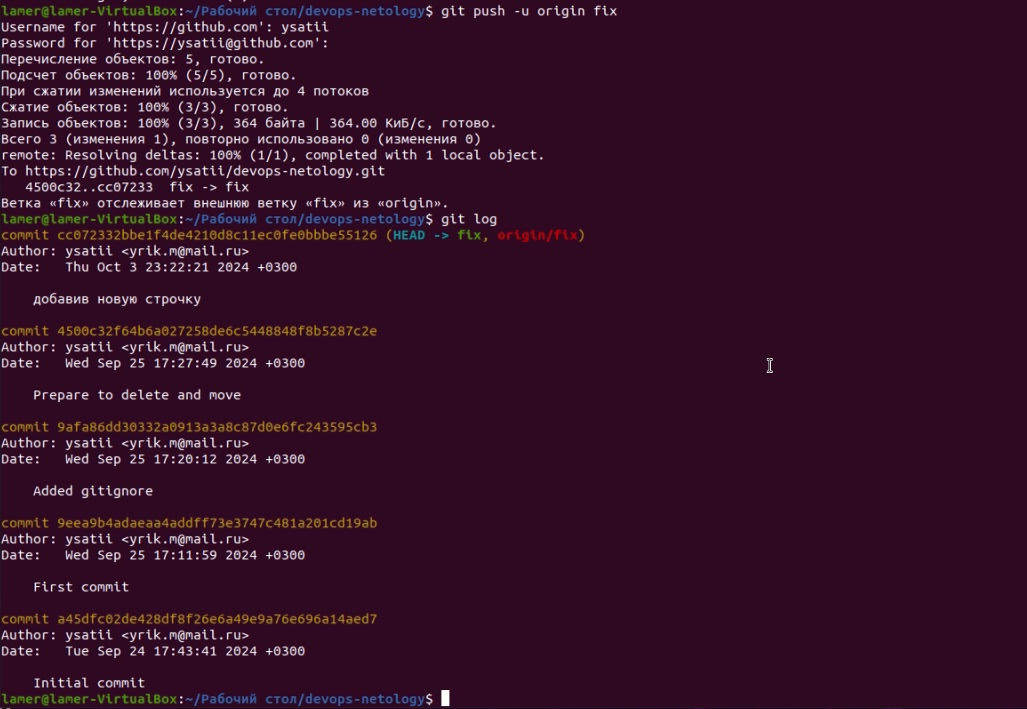 lamer@lamer-VirtualBox:~/Рабочий стол/devops-netology$ git push -u origin fix
Username for 'https://github.com': ysatii
Password for 'https://ysatii@github.com':
Перечисление объектов: 5, готово.
Подсчет объектов: 100% (5/5), готово.
При сжатии изменений используется до 4 потоков
Сжатие объектов: 100% (3/3), готово.
Запись объектов: 100% (3/3), 364 байта | 364.00 КиБ/с, готово.
Всего 3 (изменения 1), повторно использовано 0 (изменения 0)
remote: Resolving deltas: 100% (1/1), completed with 1 local object.
To https://github.com/ysatii/devops-netology.git
   4500c32..cc07233  fix -> fix
Ветка «fix» отслеживает внешнюю ветку «fix» из «origin».
lamer@lamer-VirtualBox:~/Рабочий стол/devops-netology$ git log
commit cc072332bbe1f4de4210d8c11ec0fe0bbbe55126 (HEAD -> fix, origin/fix)
Author: ysatii <yrik.m@mail.ru>
Date:   Thu Oct 3 23:22:21 2024 +0300
    добавив новую строчку
commit 4500c32f64b6a027258de6c5448848f8b5287c2e
Author: ysatii <yrik.m@mail.ru>
Date:   Wed Sep 25 17:27:49 2024 +0300
    Prepare to delete and move
commit 9afa86dd30332a0913a3a8c87d0e6fc243595cb3
Author: ysatii <yrik.m@mail.ru>
Date:   Wed Sep 25 17:20:12 2024 +0300
    Added gitignore
commit 9eea9b4adaeaa4addff73e3747c481a201cd19ab
Author: ysatii <yrik.m@mail.ru>
Date:   Wed Sep 25 17:11:59 2024 +0300
    First commit
commit a45dfc02de428df8f26e6a49e9a76e696a14aed7
Author: ysatii <yrik.m@mail.ru>
Date:   Tue Sep 24 17:43:41 2024 +0300
    Initial commit
lamer@lamer-VirtualBox:~/Рабочий стол/devops-netology$